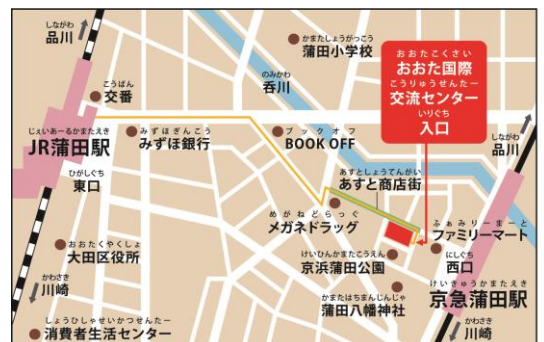 しながわ
品川
こうばん
交番
じぇいあーるかまたえき
JR蒲田駅
ひがしぐち
東口
みずほぎんこう
みずほ銀行
おおたくやくしょ
大田区役所
かわさき
川崎
しょうひしゃせいかつせんたー
消費者生活センター
かまたしょうがっこう
蒲田小学校
のみかわ
呑川
ブックオフ
BOOK OFF
あすとしょうてんがい
あすと商店街
めがねどらっぐ
メガネドラッグ
けいひんかまたこうえん
京浜蒲田公園
かまたはちまんじんじゃ
蒲田八幡神社
おおたこくさい
おおた国際
こうりゅうせんたー
交流センター
いりぐち
入口
しながわ
品川
ふぁみりーまーと
ファミリーマート
にしぐち
西口
けいきゅうかまたえき
京急蒲田駅
かわさき
川崎